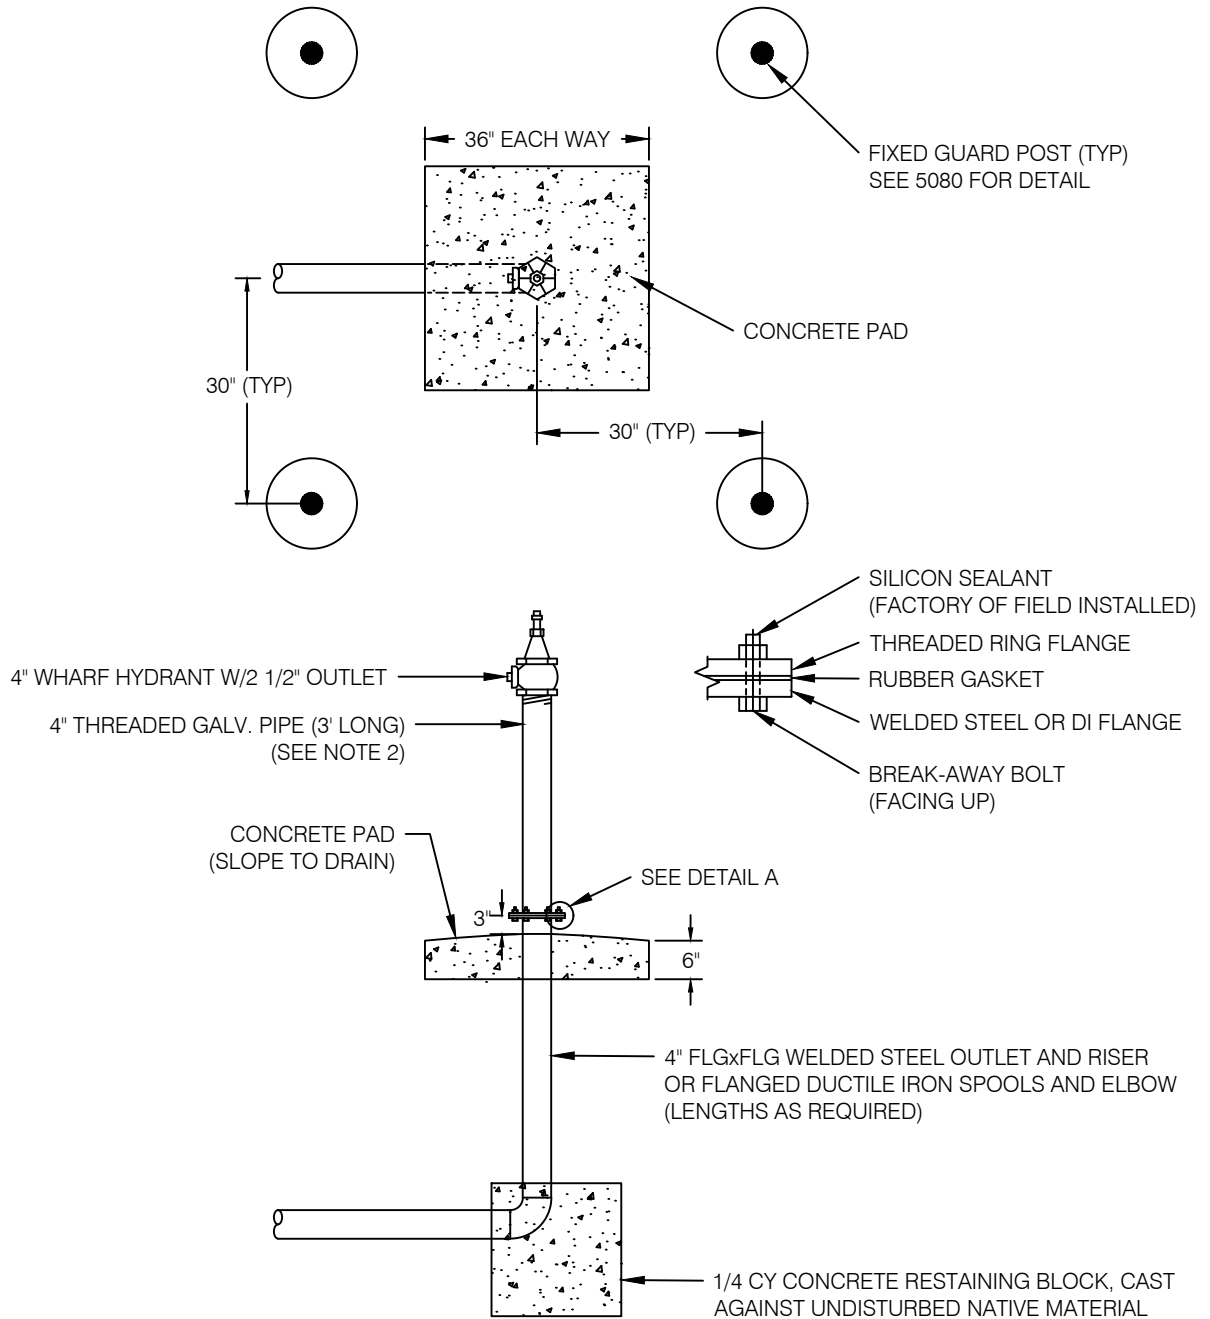 36" EACH WAY
FIXED GUARD POST (TYP)
SEE 5080 FOR DETAIL
CONCRETE PAD
30" (TYP)
30" (TYP)
SILICON SEALANT
(FACTORY OF FIELD INSTALLED)
THREADED RING FLANGE
RUBBER GASKET
WELDED STEEL OR DI FLANGE
BREAK-AWAY BOLT
(FACING UP)
4" WHARF HYDRANT W/2 1/2" OUTLET
4" THREADED GALV. PIPE (3' LONG)
(SEE NOTE 2)
CONCRETE PAD
(SLOPE TO DRAIN)
SEE DETAIL A
3"
6"
4" FLGxFLG WELDED STEEL OUTLET AND RISER
OR FLANGED DUCTILE IRON SPOOLS AND ELBOW
(LENGTHS AS REQUIRED)
1/4 CY CONCRETE RESTAINING BLOCK, CAST
AGAINST UNDISTURBED NATIVE MATERIAL